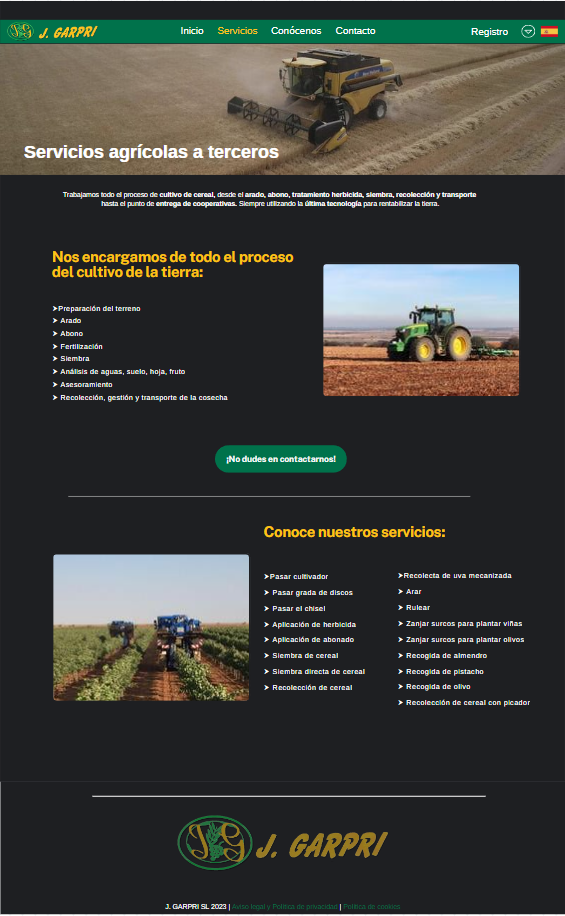 J. GARPRI
Inicio Servicios Conócenos Contacto Registro
Servicios agrícolas a terceros
Trabajamos todo el proceso de cultivo de cereal, desde el arado, abono, tratamiento herbicida, siembra, recolección y transporte
hasta el punto de entrega de cooperativas. Siempre utilizando la última tecnología para rentabilizar la tierra.
Nos encargamos de todo el proceso
del cultivo de la tierra:
➤Preparación del terreno
➤ Arado
➤ Abono
➤ Fertilización
➤ Siembra
➤ Análisis de aguas, suelo, hoja, fruto
➤ Asesoramiento
➤ Recolección, gestión y transporte de la cosecha
¡No dudes en contactarnos!
Conoce nuestros servicios:
➤Pasar cultivador
➤ Pasar grada de discos
➤ Pasar el chisel
➤ Aplicación de herbicida
➤ Aplicación de abonado
➤ Siembra de cereal
➤ Siembra directa de cereal
➤ Recolección de cereal
➤Recolecta de uva mecanizada
➤ Arar
➤ Rulear
➤ Zanjar surcos para plantar viñas
➤ Zanjar surcos para plantar olivos
➤ Recogida de almendro
➤ Recogida de pistacho
➤ Recogida de olivo
➤ Recolección de cereal con picador
JG J. GARPRI
J. GARPRI SL 2023 | Aviso legal y Política de privacidad | Política de cookies